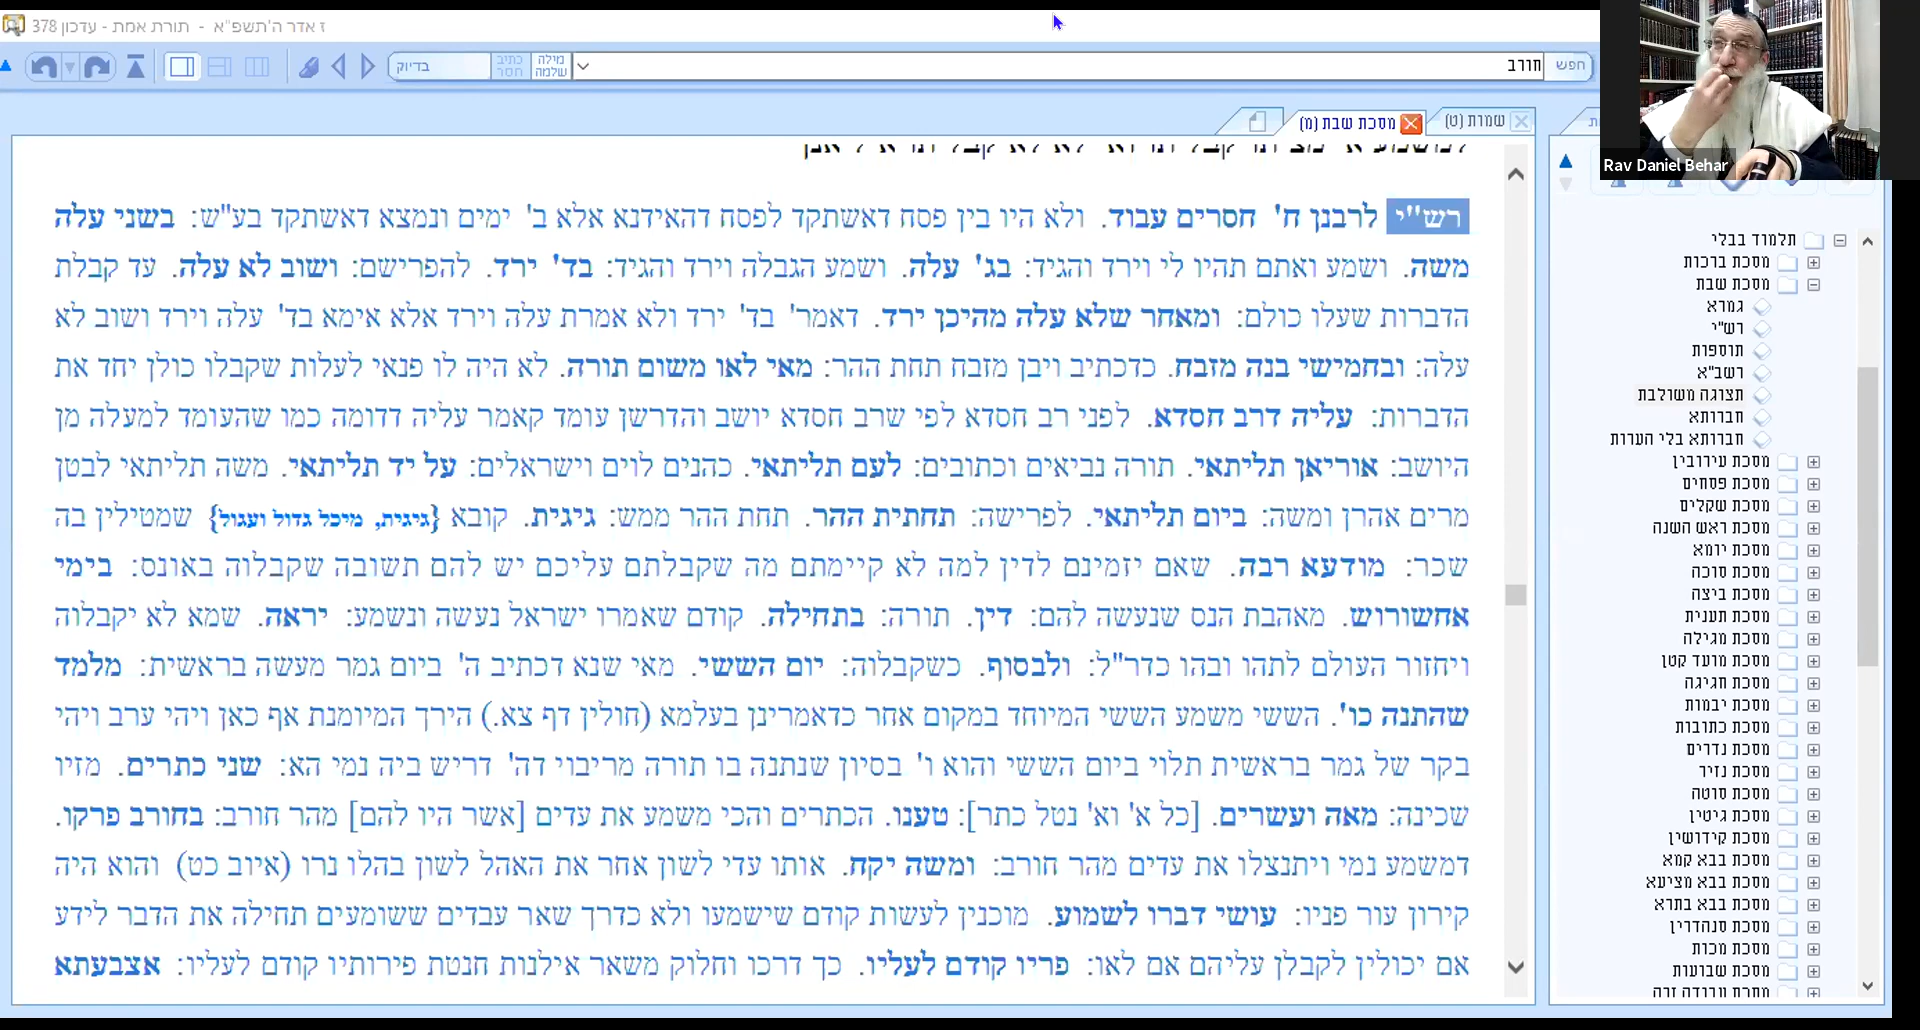 ז אדר ה'תשפ"א - תורת אמת - עדכון 378
חפש
חורב
מילה שלמה
כתיב חסר
בדיוק
שמות (ט)
מסכת שבת (מ)
Rav Daniel Behar
רש"י לרבנן ח' חסרים עבוד. ולא היו בין פסח דאשתקד לפסח דהאידנא אלא ב' ימים ונמצא דאשתקד בע"ש: בשני עלה
משה. ושמע ואתם תהיו לי וירד והגיד: בג' עלה. ושמע הגבלה וירד והגיד: בד' ירד. להפרישם: ושוב לא עלה. עד קבלת
הדברות שעלו כולם: ומאחר שלא עלה מהיכן ירד. דאמר' בד' ירד ולא אמרת עלה וירד אלא אימא בד' עלה וירד ושוב לא
עלה: ובחמישי בנה מזבח. כדכתיב ויבן מזבח תחת ההר: מאי לאו משום תורה. לא היה לו פנאי לעלות שקבלו כולן יחד את
הדברות: עליה דרב חסדא. לפני רב חסדא לפי שרב חסדא יושב והדרשן עומד קאמר עליה דדומה כמו שהעומד למעלה מן
היושב: אוריאן תליתאי. תורה נביאים וכתובים: לעם תליתאי. כהנים לוים וישראלים: על יד תליתאי. משה תליתאי לבטן
מרים אהרן ומשה: ביום תליתאי. לפרישה: תחתית ההר. תחת ההר ממש: גיגית. קובא {גיגית, מיכל גדול ועגול} שמטילין בה
שכר: מודעא רבה. שאם יזמינם לדין למה לא קיימתם מה שקבלתם עליכם יש להם תשובה שקבלוה באונס: בימי
אחשורוש. מאהבת הנס שנעשה להם: דין. תורה: בתחילה. קודם שאמרו ישראל נעשה ונשמע: יראה. שמא לא יקבלוה
ויחזור העולם לתהו ובהו כדר"ל: ולבסוף. כשקבלוה: יום הששי. מאי שנא דכתיב ה' ביום גמר מעשה בראשית: מלמד
שהתנה כו'. הששי משמע הששי המיוחד במקום אחר כדאמרינן בעלמא (חולין דף צא.) הירך המיומנת אף כאן ויהי ערב ויהי
בקר של גמר בראשית תלוי ביום הששי והוא ו' בסיון שנתנה בו תורה מריבוי דה' דריש ביה נמי הא: שני כתרים. מזיו
שכינה: מאה ועשרים. [כל א' וא' נטל כתר]: טענו. הכתרים והכי משמע את עדים [אשר היו להם] מהר חורב: בחורב פרקו.
דמשמע נמי ויתנצלו את עדים מהר חורב: ומשה יקח. אותו עדי לשון אחר את האהל לשון בהלו נרו (איוב כט) והוא היה
קירון עור פניו: עושי דברו לשמוע. מוכנין לעשות קודם שישמעו ולא כדרך שאר עבדים ששומעים תחילה את הדבר לידע
אם יכולין לקבלן עליהם אם לאו: פריו קודם לעליו. כך דרכו וחלוק משאר אילנות חנטת פירותיו קודם לעליו: אצבעתא
תלמוד בבלי
מסכת ברכות
מסכת שבת
גמרא
רש"י
תוספות
רשב"א
תצוגה משולבת
חברותא
חברותא בלי הערות
מסכת עירובין
מסכת פסחים
מסכת שקלים
מסכת ראש השנה
מסכת יומא
מסכת סוכה
מסכת ביצה
מסכת תענית
מסכת מגילה
מסכת מועד קטן
מסכת חגיגה
מסכת יבמות
מסכת כתובות
מסכת נדרים
מסכת נזיר
מסכת סוטה
מסכת גיטין
מסכת קידושין
מסכת בבא קמא
מסכת בבא מציעא
מסכת בבא בתרא
מסכת סנהדרין
מסכת מכות
מסכת שבועות
מסכת עבודה זרה